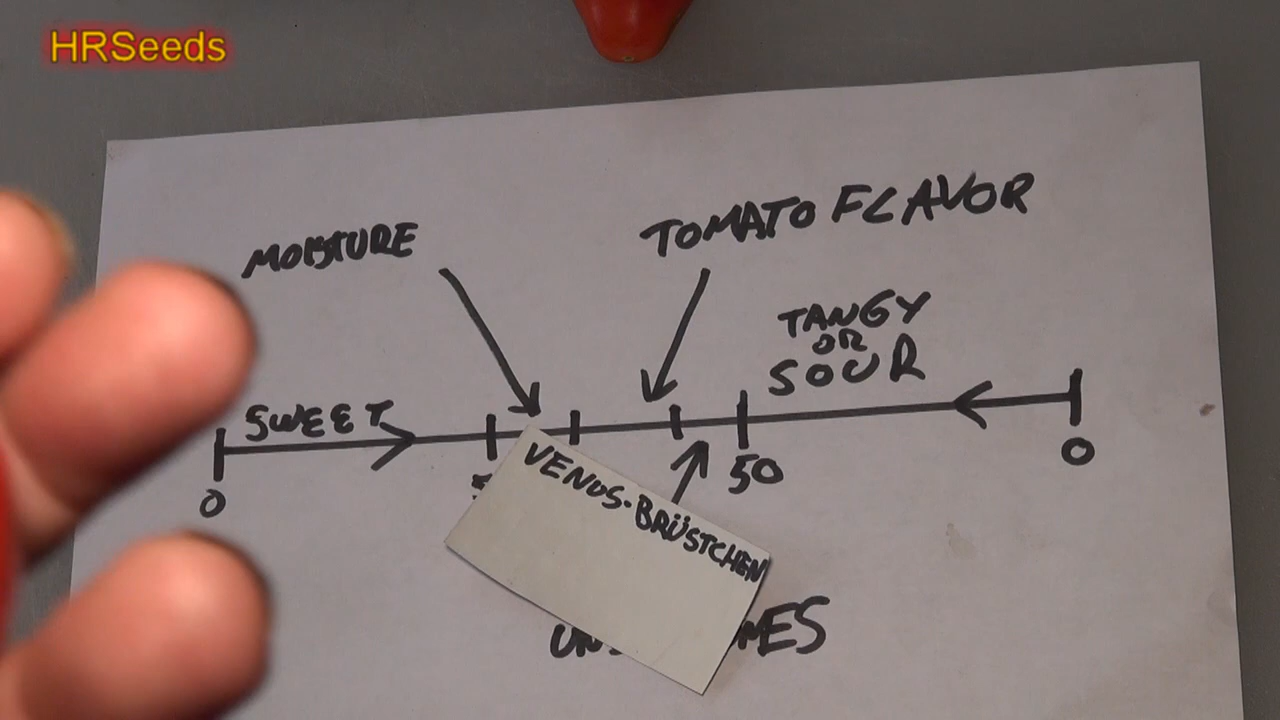 HRSeeds
MOISTURE
TOMATO FLAVOR
TANGY
OR
SOUR
SWEET
0
50
0
VENUS-BRÜSTCHEN